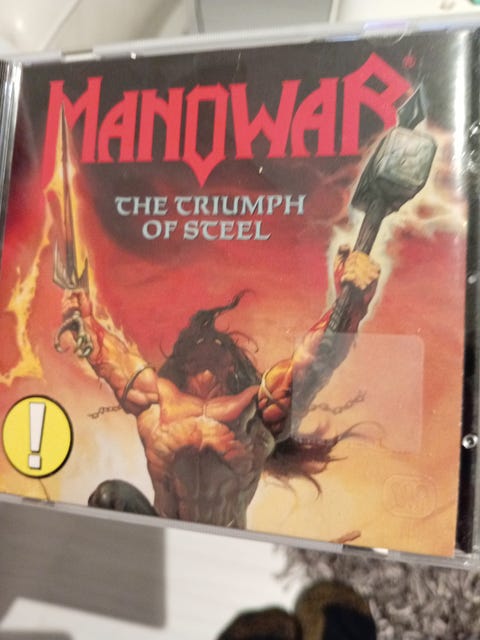 MANOWAR
THE TRIUMPH
OF STEEL
!